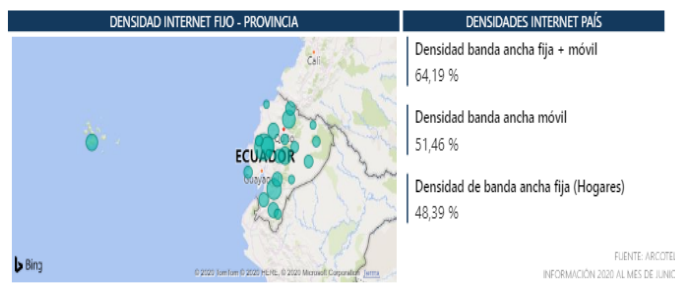 DENSIDAD INTERNET FIJO - PROVINCIA
DENSIDADES INTERNET PAÍS
Cali
ECUADOR
Guayaq
Bing
© 2020 TomTom © 2020 HERE, © 2020 Microsoft Corporation Terms
Densidad banda ancha fija + móvil
64,19 %
Densidad banda ancha móvil
51,46 %
Densidad de banda ancha fija (Hogares)
48,39 %
FUENTE: ARCOTEL
INFORMACIÓN 2020 AL MES DE JUNIO